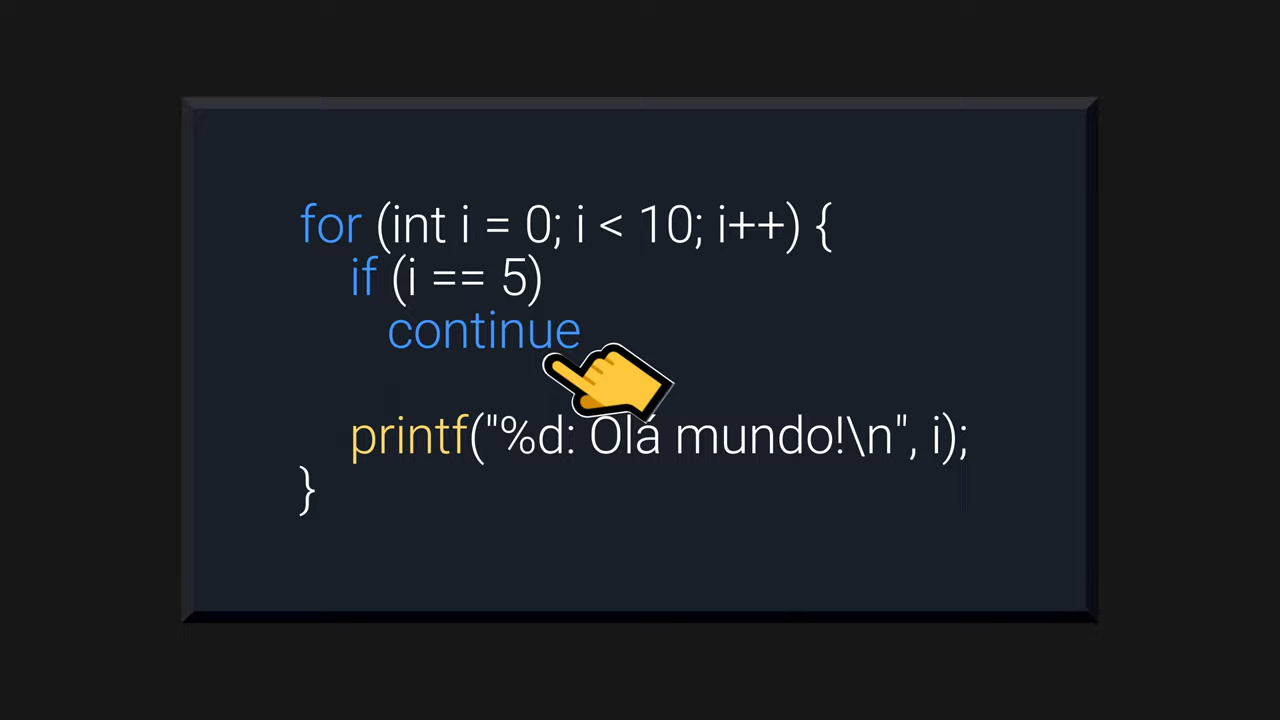 for (int i = 0; i < 10; i++) {
if (i == 5)
continue
printf("%d: Olá mundo!\n", i);
}